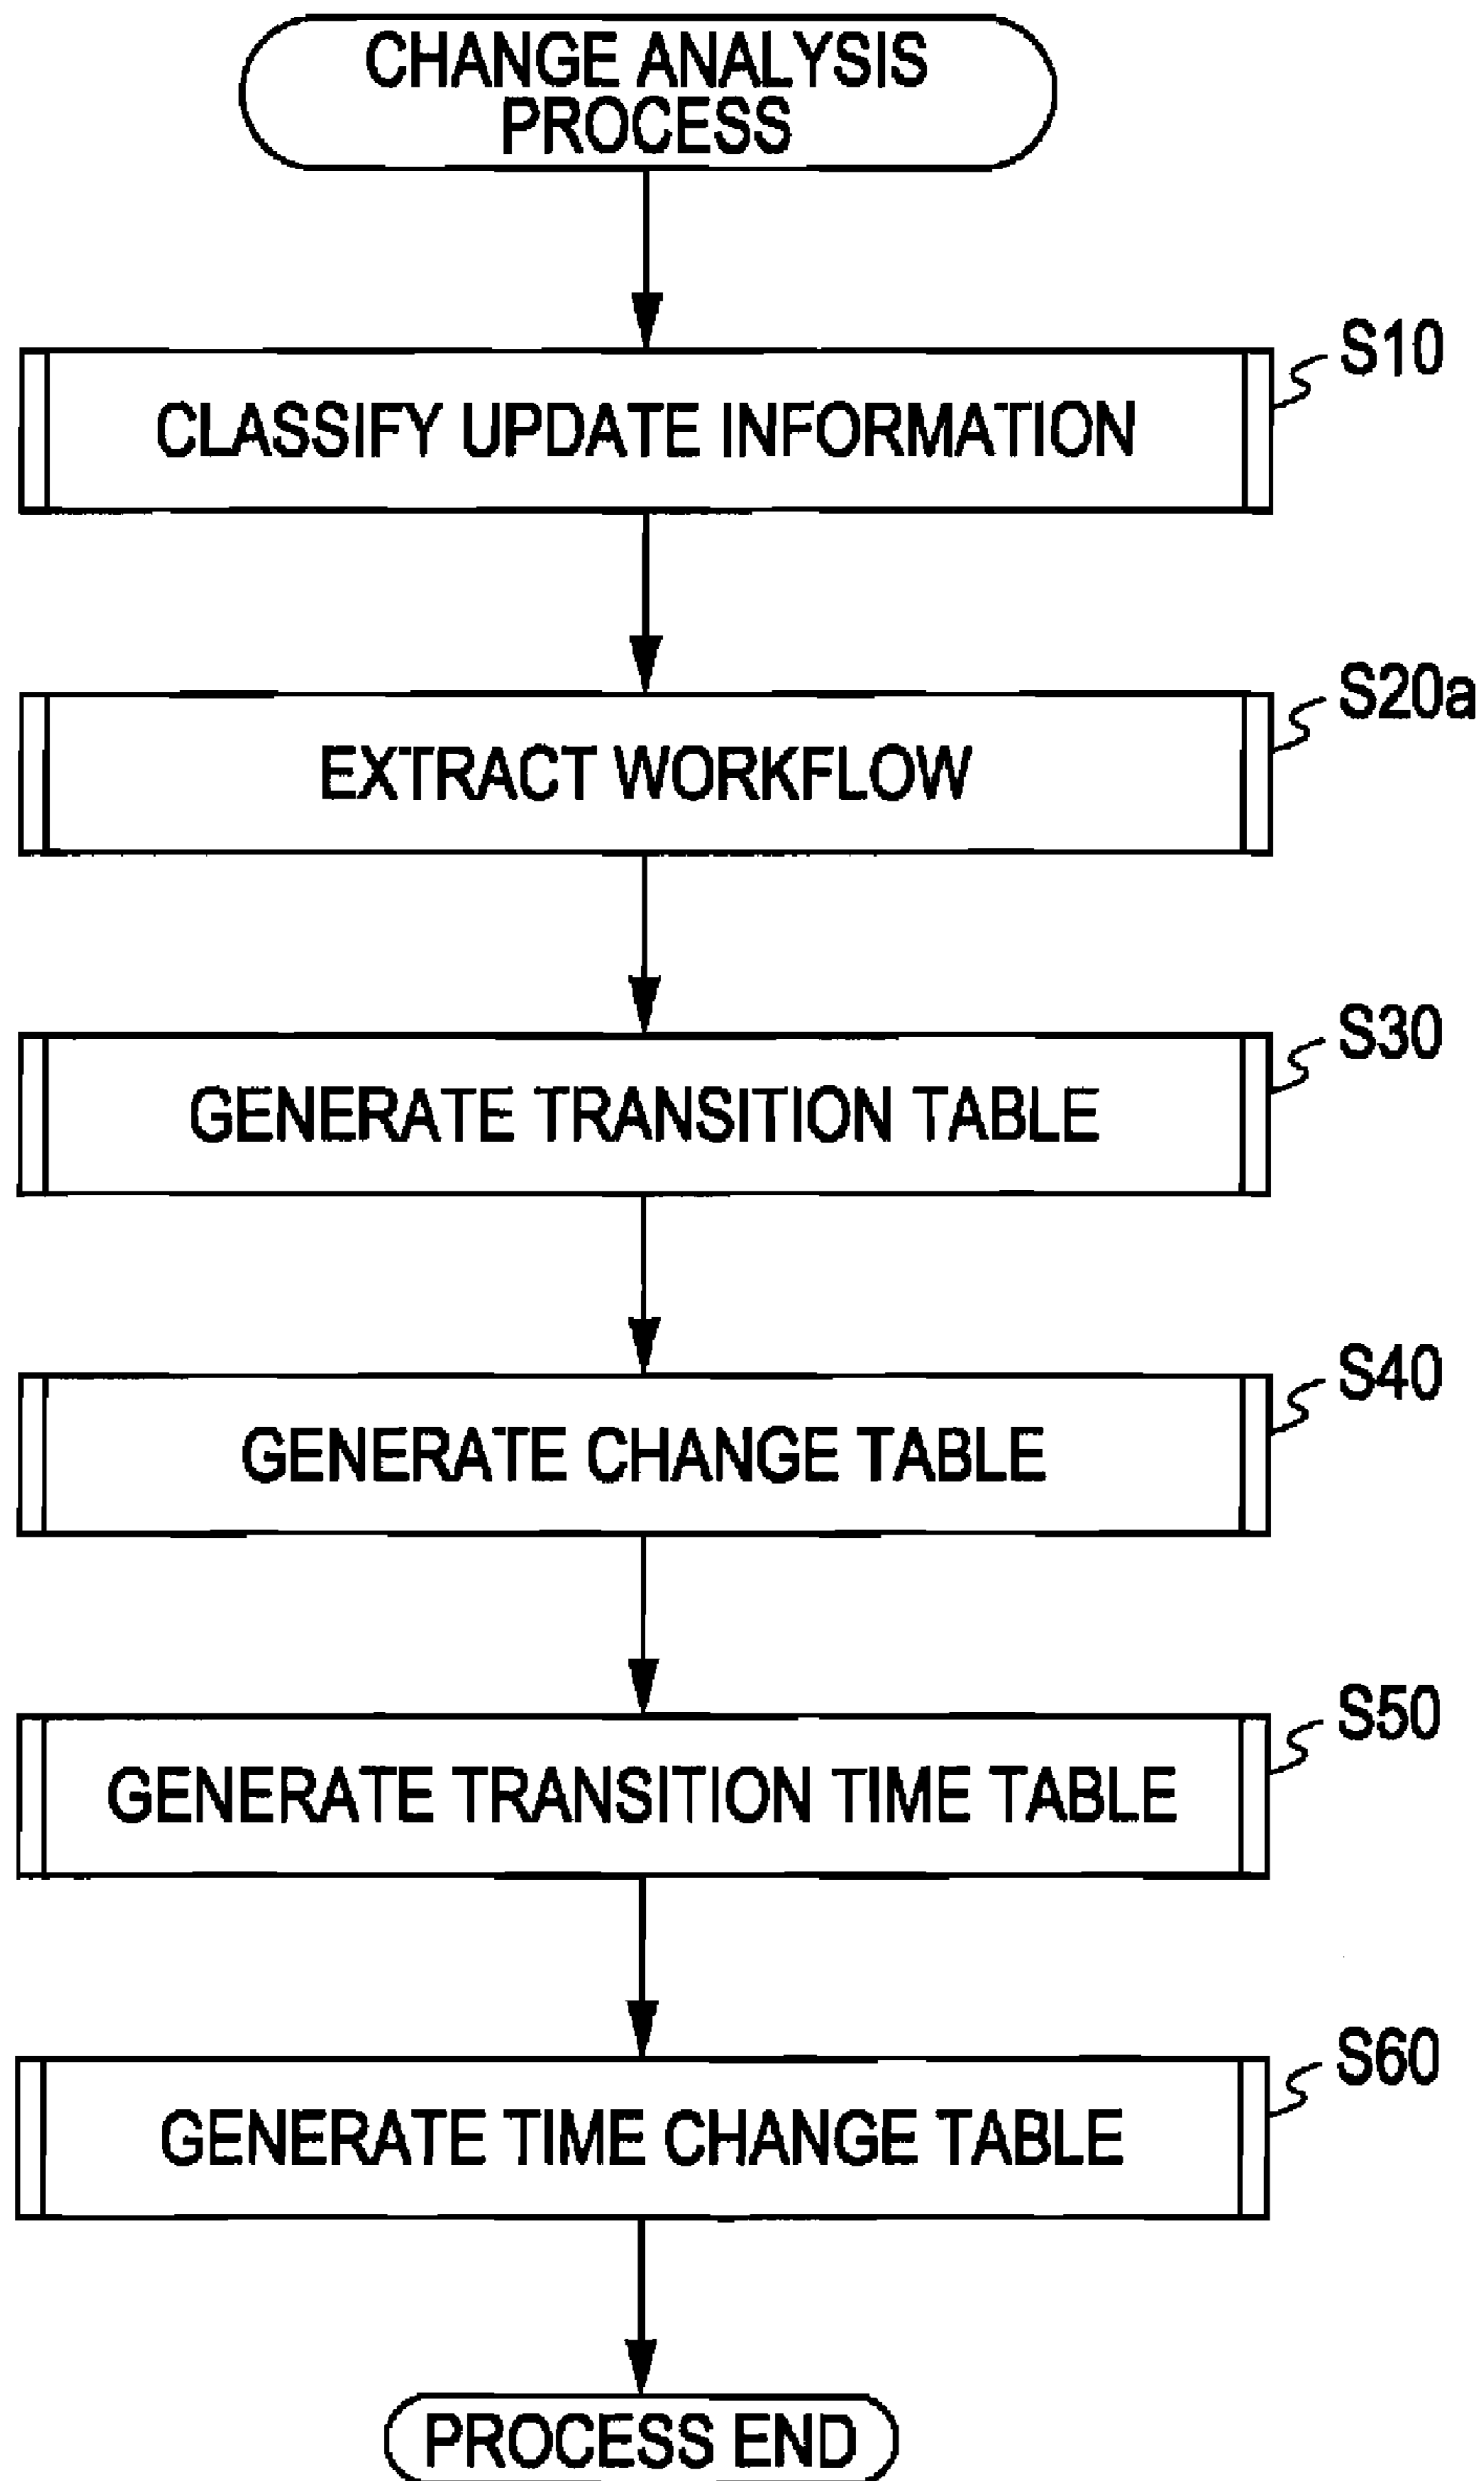 CHANGE ANALYSIS
PROCESS
S10
CLASSIFY UPDATE INFORMATION
S20a
EXTRACT WORKFLOW
S30
GENERATE TRANSITION TABLE
S40
GENERATE CHANGE TABLE
S50
GENERATE TRANSITION TIME TABLE
S60
GENERATE TIME CHANGE TABLE
PROCESS END